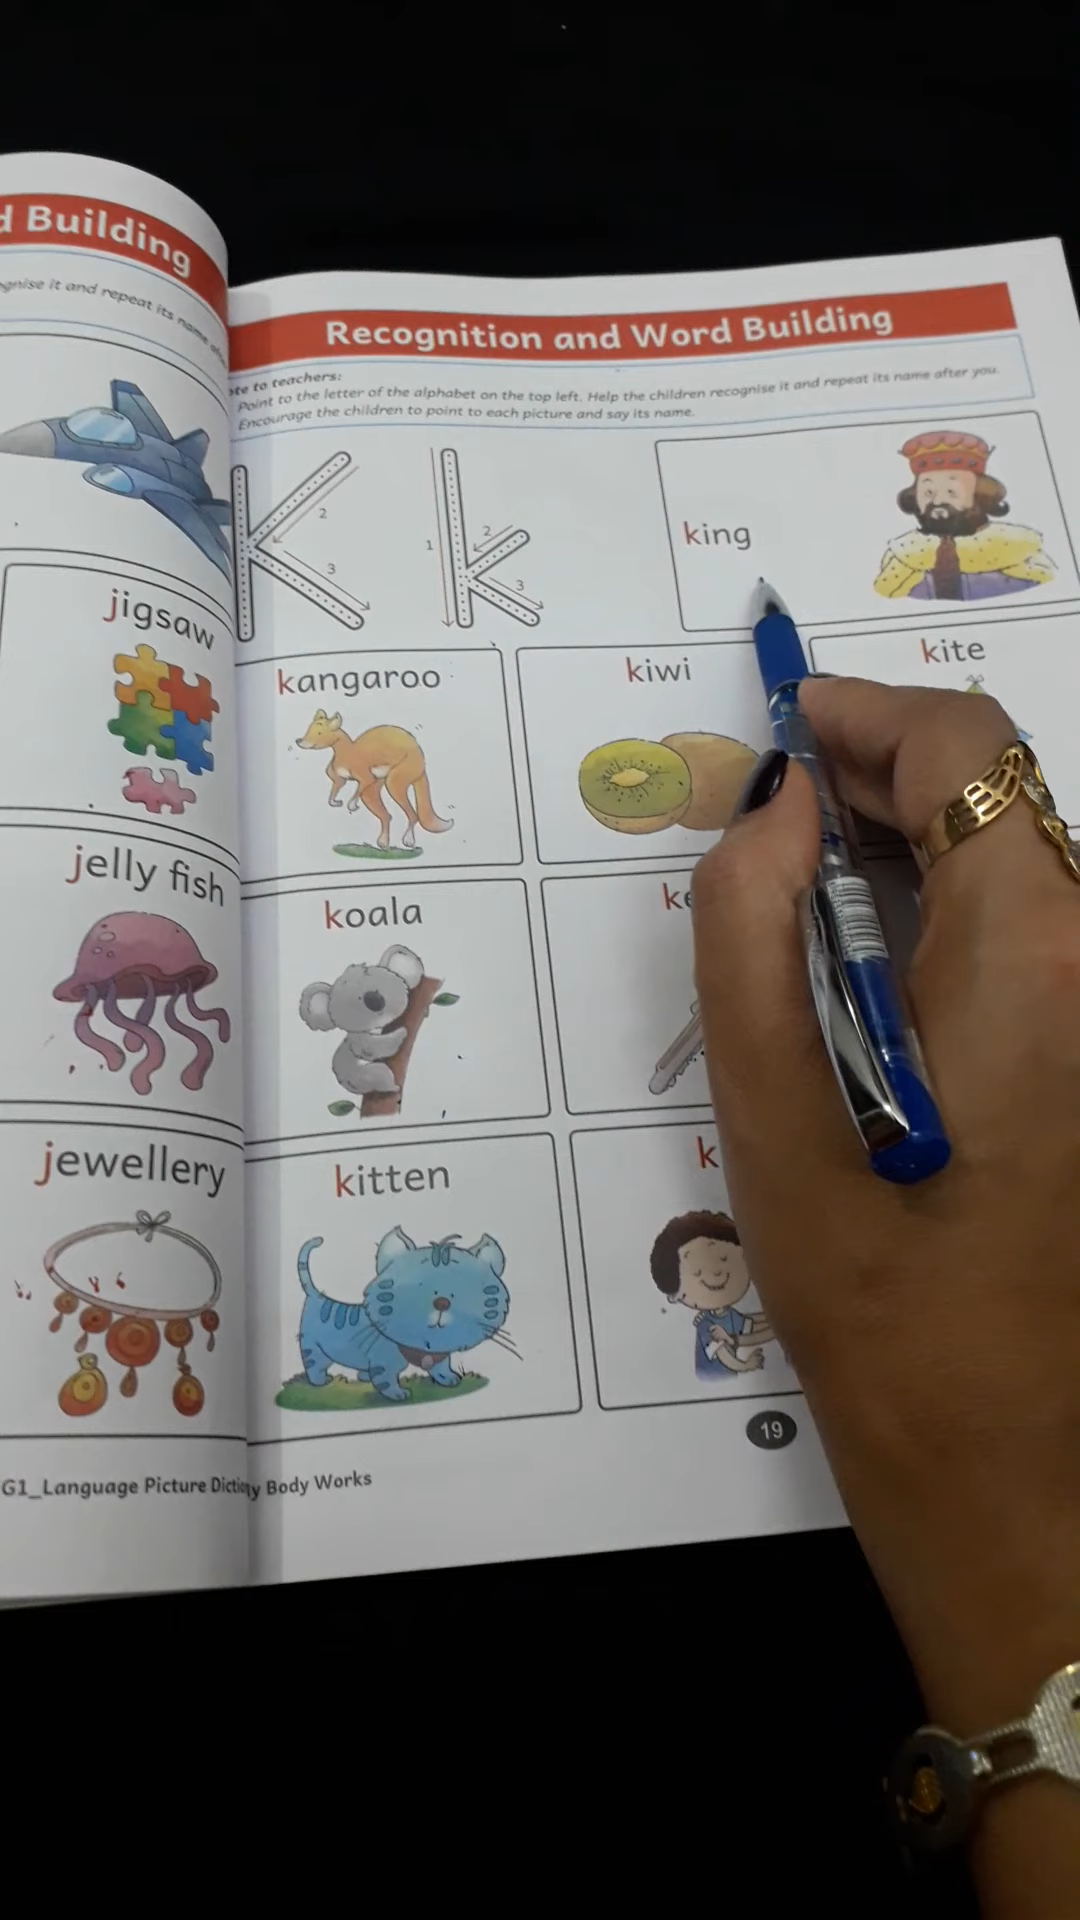 d Building
ognise it and repeat its name
jigsaw
jelly fish
jewellery
G1_Language Picture
Recognition and Word Building
ote to teachers:
Point to the letter of the alphabet on the top left. Help the children recognise it and repeat its name after you.
Encourage the children to point to each picture and say its name.
K k
2
3
1
2
3
king
kangaroo
kiwi
kite
koala
ke
kitten
k
19
Body Works